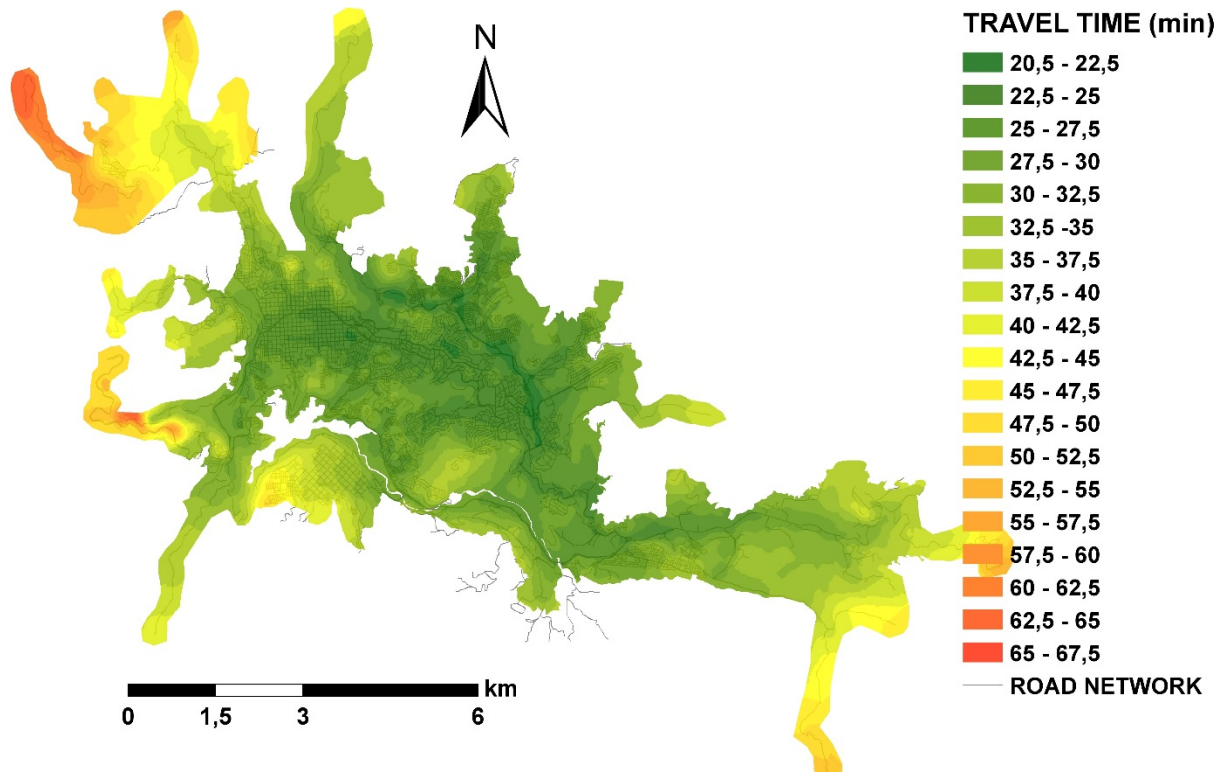 N
TRAVEL TIME (min)
20,5 - 22,5
22,5 - 25
25 - 27,5
27,5 - 30
30 - 32,5
32,5 -35
35 - 37,5
37,5 - 40
40 - 42,5
42,5 - 45
45 - 47,5
47,5 - 50
50 - 52,5
52,5 - 55
55 - 57,5
57,5 - 60
60 - 62,5
62,5 - 65
65 - 67,5
ROAD NETWORK
km
0 1,5 3 6